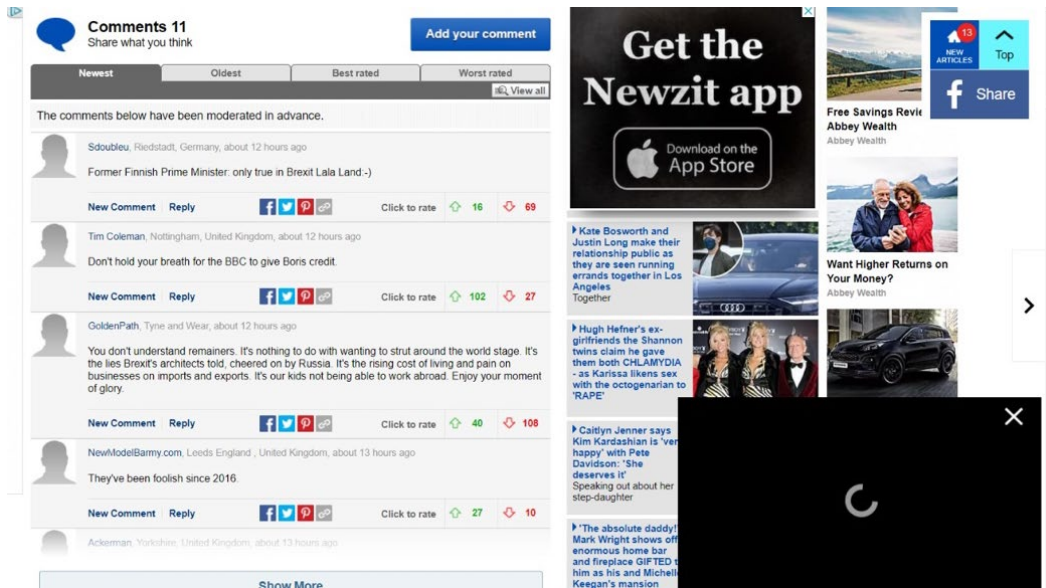 Comments 11
Share what you think
Add your comment
Newest
Oldest
Best rated
Worst rated
View all
The comments below have been moderated in advance.
Sdoubleu, Riedstadt, Germany, about 12 hours ago
Former Finnish Prime Minister: only true in Brexit Lala Land:-)
New Comment Reply
Click to rate 16 69
Tim Coleman, Nottingham, United Kingdom, about 12 hours ago
Don't hold your breath for the BBC to give Boris credit.
New Comment Reply
Click to rate 102 27
GoldenPath, Tyne and Wear, about 12 hours ago
You don't understand remainers. It's nothing to do with wanting to strut around the world stage. It's
the lies Brexit's architects told, cheered on by Russia. It's the rising cost of living and pain on
businesses on imports and exports. It's our kids not being able to work abroad. Enjoy your moment
of glory.
New Comment Reply
Click to rate 40 108
NewModelBarmy.com, Leeds England , United Kingdom, about 13 hours ago
They've been foolish since 2016.
New Comment Reply
Click to rate 27 10
Ackerman, Yorkshire, United Kingdom, about 13 hours ago
Show More
Get the
Newzit app
Download on the
App Store
Kate Bosworth and
Justin Long make their
relationship public as
they are seen running
errands together in Los
Angeles
Together
Hugh Hefner's ex-
girlfriends the Shannon
twins claim he gave
them both CHLAMYDIA
- as Karissa likens sex
with the octogenarian to
'RAPE'
Caitlyn Jenner says
Kim Kardashian is 'ver
happy' with Pete
Davidson: 'She
deserves it'
Speaking out about her
step-daughter
'The absolute daddy!'
Mark Wright shows off
enormous home bar
and fireplace GIFTED t
him as his and Michell
Keegan's mansion
Free Savings Revie
Abbey Wealth
Abbey Wealth
Want Higher Returns on
Your Money?
Abbey Wealth
13
NEW
ARTICLES
Top
f Share